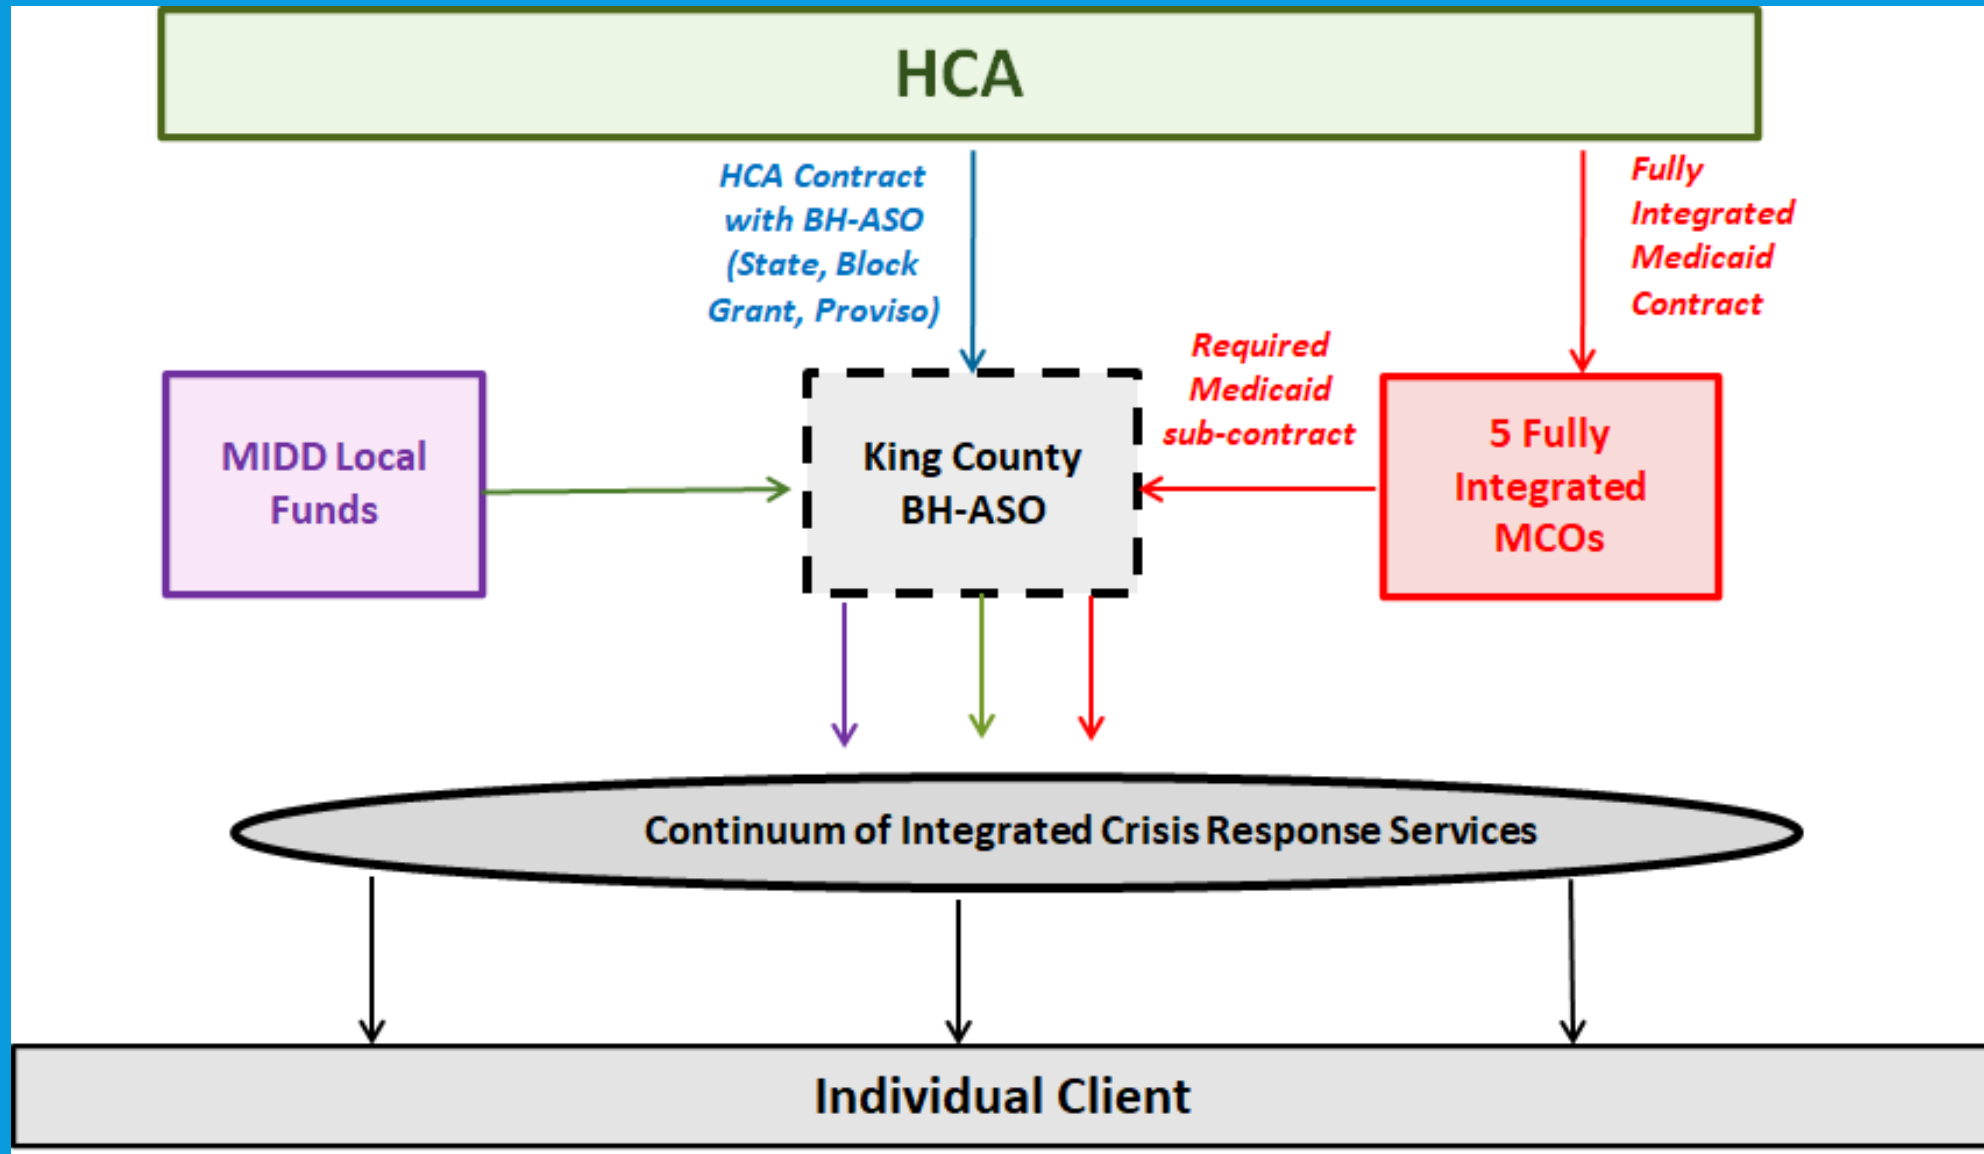 HCA
HCA Contract
with BH-ASO
(State, Block
Grant, Proviso)
Fully
Integrated
Medicaid
Contract
Required
Medicaid
sub-contract
MIDD Local
Funds
King County
BH-ASO
5 Fully
Integrated
MCOs
Continuum of Integrated Crisis Response Services
Individual Client